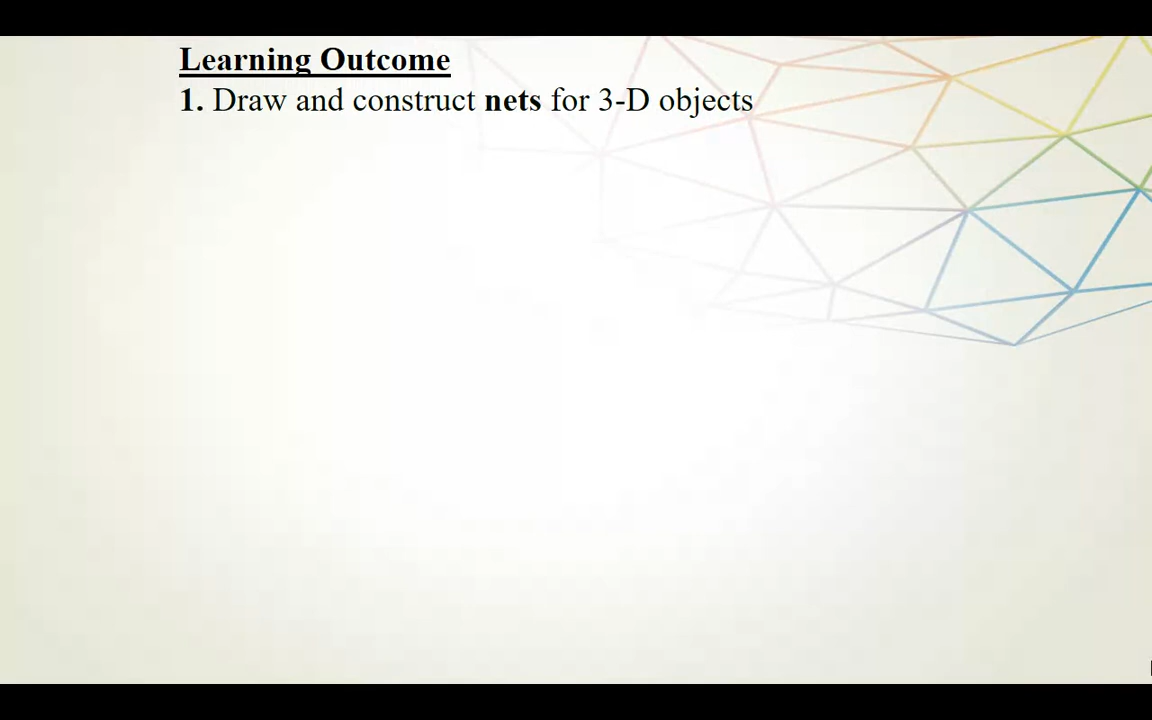 Learning Outcome
1. Draw and construct nets for 3-D objects